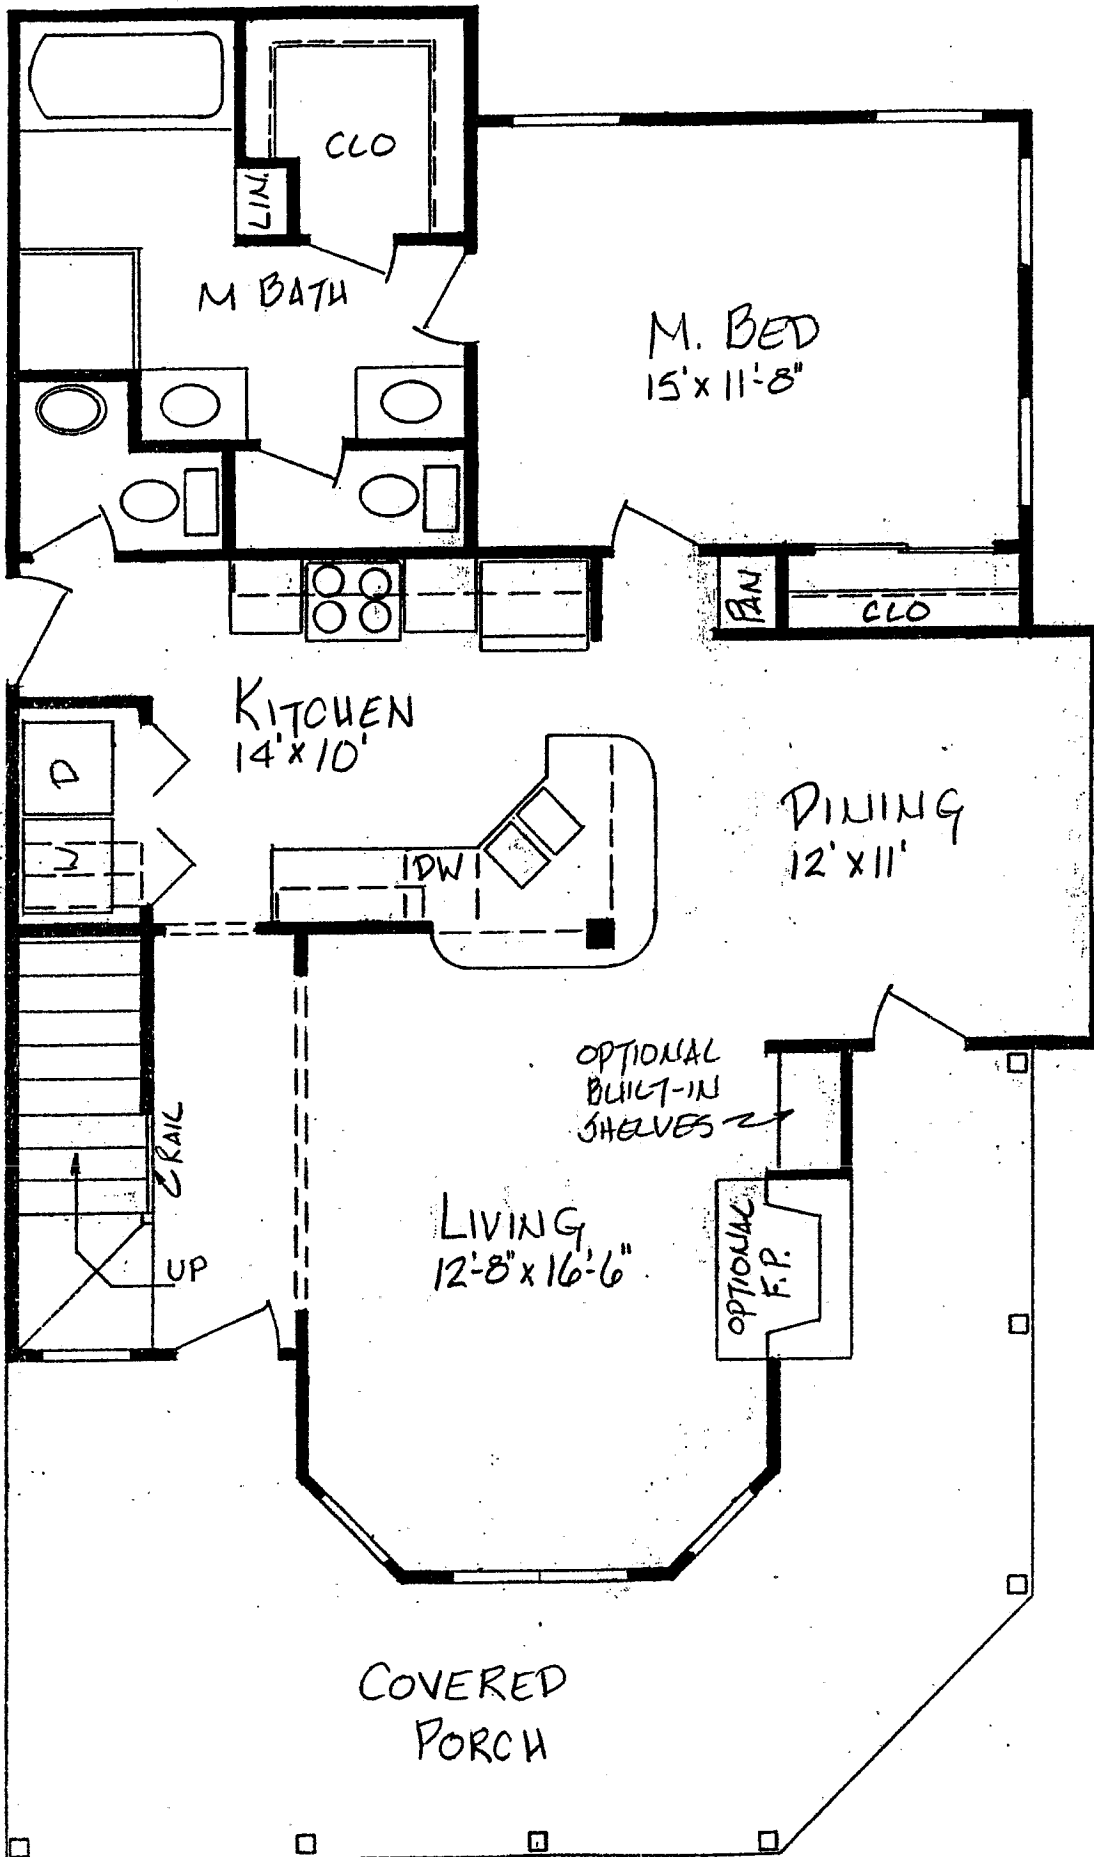 CLO
LIN.
M BATH
M. BED
15' x 11'-8"
PAN
CLO
KITCHEN
14' x 10'
D
W
DW
DINING
12' x 11'
OPTIONAL
BUILT-IN
SHELVES
RAIL
UP
LIVING
12'-8" x 16'-6"
OPTIONAL
F.P.
COVERED
PORCH